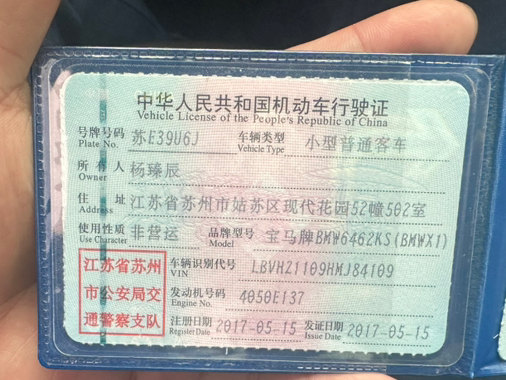 中华人民共和国机动车行驶证
Vehicle License of the People's Republic of China
号牌号码 苏E39U6J 车辆类型 小型普通客车
Plate No. Vehicle Type
所有人 杨臻辰
Owner
住址 江苏省苏州市姑苏区现代花园52幢502室
Address
使用性质 非营运 品牌型号 宝马牌BMW6462KS(BMWX1)
Use Character Model
江苏省苏州 车辆识别代号 LBVHZ1109HMJ84109
VIN
市公安局交 发动机号码 4050E137
Engine No.
通警察支队 注册日期 2017-05-15 发证日期 2017-05-15
Register Date Issue Date